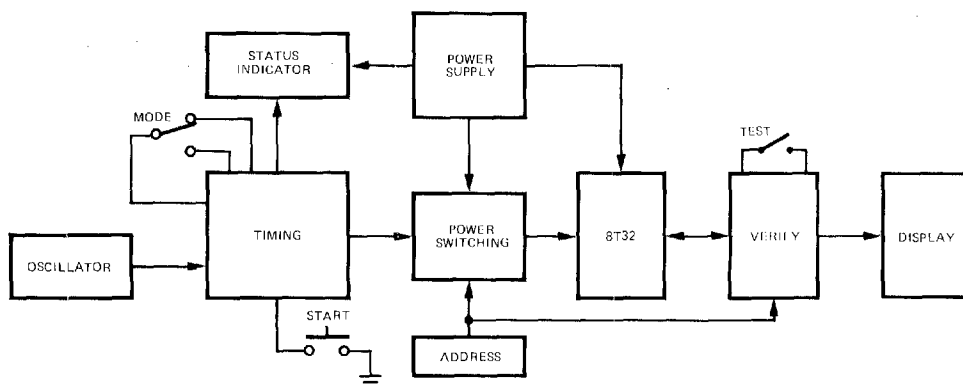 STATUS
INDICATOR
POWER
SUPPLY
MODE
TEST
OSCILLATOR
TIMING
POWER
SWITCHING
8T32
VERIFY
DISPLAY
START
ADDRESS